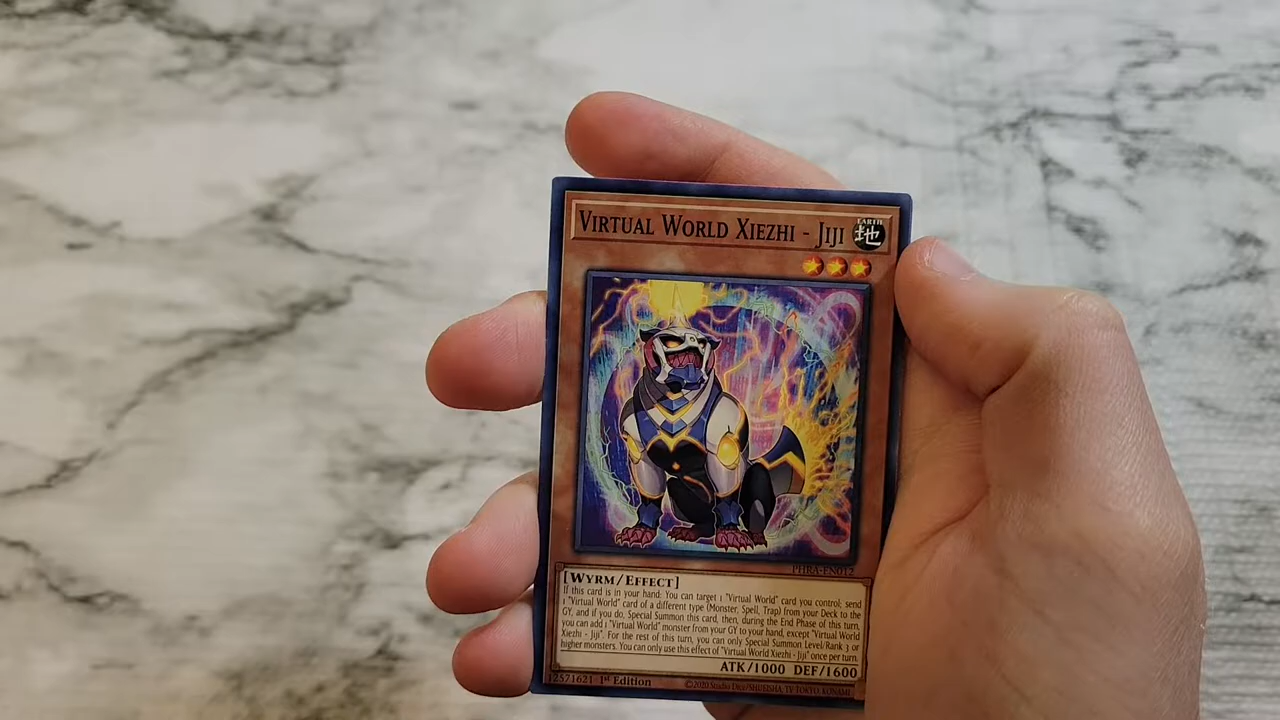 VIRTUAL WORLD XIEZHI - JIJI
EARTH
地
PHRA-EN012
[WYRM/EFFECT]
If this card is in your hand: You can target 1 "Virtual World" card you control; send
1 "Virtual World" card of a different type (Monster, Spell, Trap) from your Deck to the
GY, and if you do, Special Summon this card, then, during the End Phase of this turn,
you can add 1 "Virtual World" monster from your GY to your hand, except "Virtual World
Xiezhi - Jiji". For the rest of this turn, you can only Special Summon Level/Rank 3 or
higher monsters. You can only use this effect of "Virtual World Xiezhi - Jiji" once per turn.
ATK/1000 DEF/1600
12571621 1st Edition ©2020 Studio Dice/SHUEISHA, TV TOKYO, KONAMI